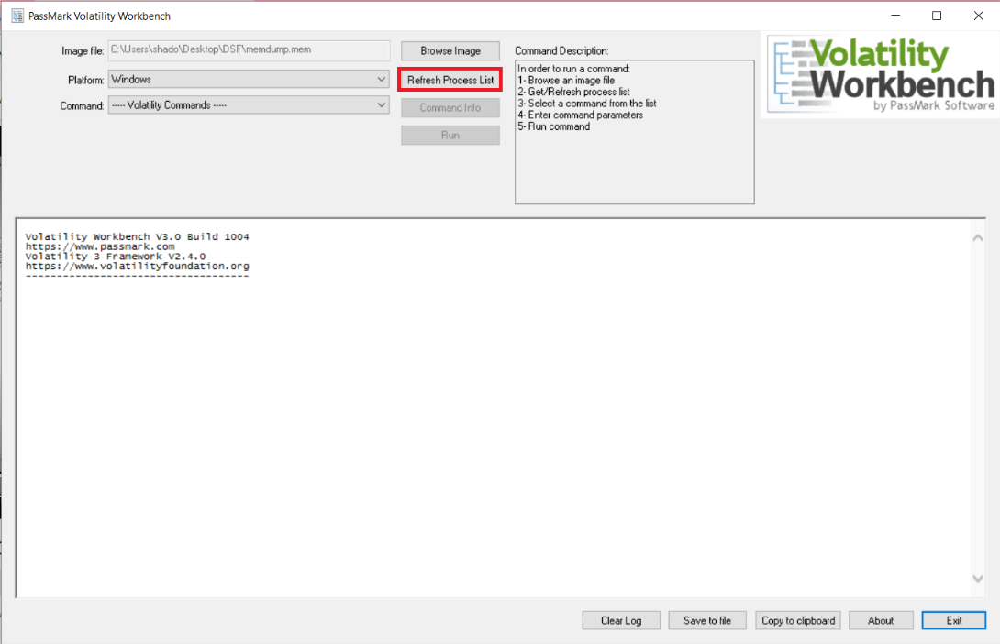 PassMark Volatility Workbench
Image file: C:\Users\shado\Desktop\DSF\memdump.mem
Browse Image
Platform: Windows
Refresh Process List
Command: ----- Volatility Commands -----
Command Info
Run
Command Description:
In order to run a command:
1- Browse an image file
2- Get/Refresh process list
3- Select a command from the list
4- Enter command parameters
5- Run command
Volatility
Workbench
by PassMark Software
Volatility Workbench V3.0 Build 1004
https://www.passmark.com
Volatility 3 Framework V2.4.0
https://www.volatilityfoundation.org
------------------------------------
Clear Log
Save to file
Copy to clipboard
About
Exit